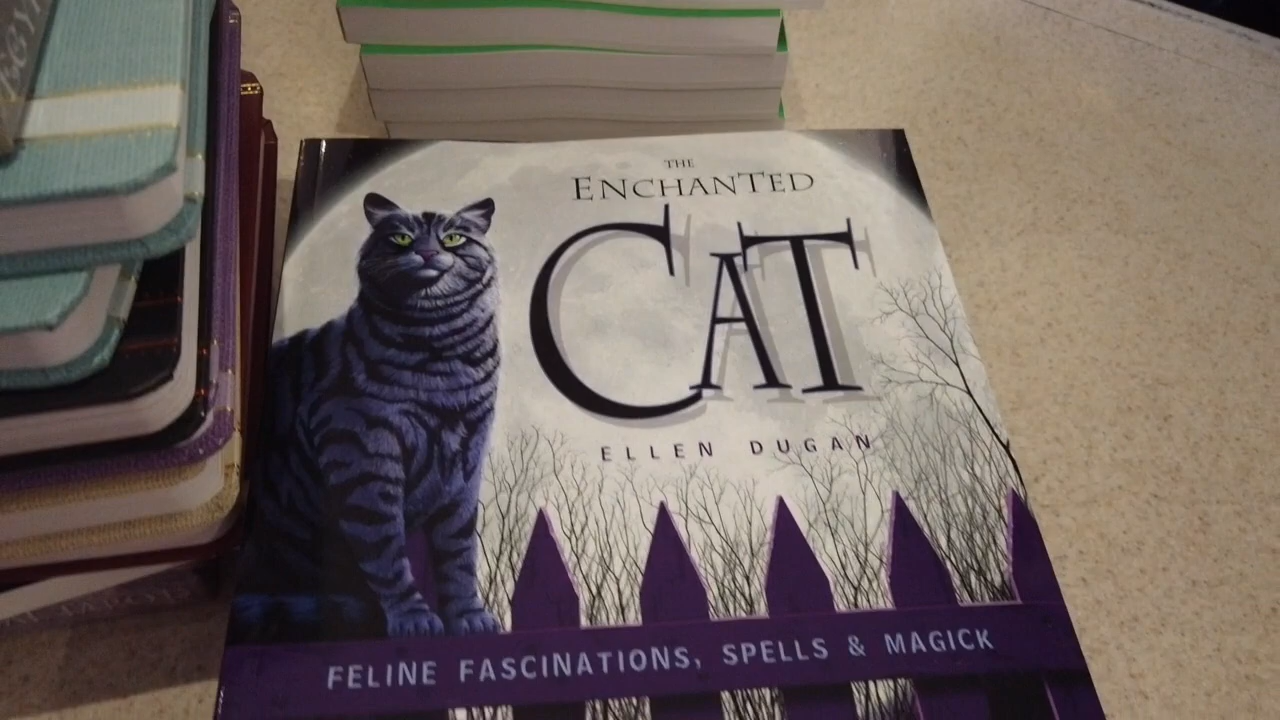 THE
ENCHANTED
CAT
ELLEN DUGAN
FELINE FASCINATIONS, SPELLS & MAGICK